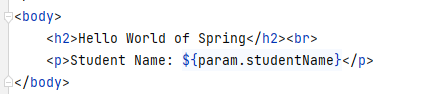 <body>
<h2>Hello World of Spring</h2><br>
<p>Student Name: ${param.studentName}</p>
</body>